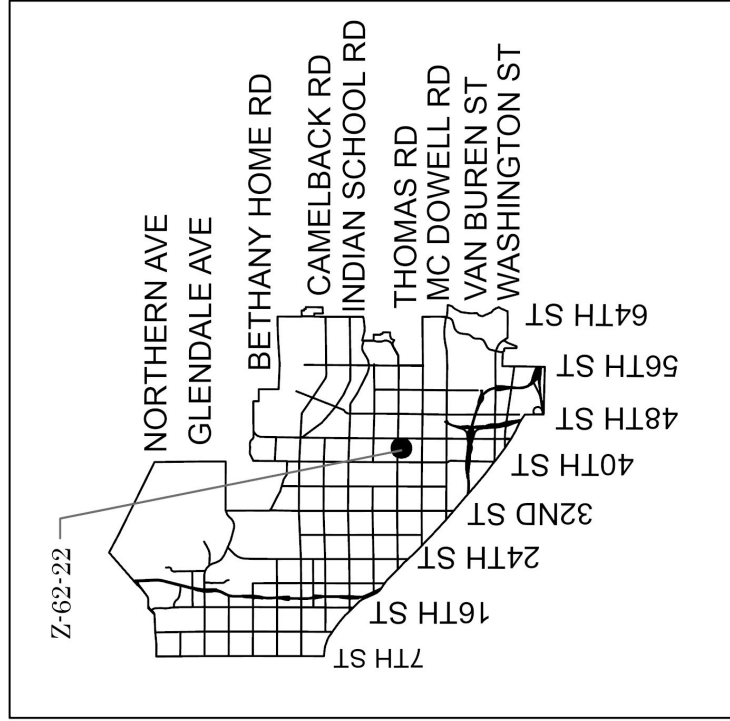 NORTHERN AVE
GLENDALE AVE
BETHANY HOME RD
CAMELBACK RD
INDIAN SCHOOL RD
THOMAS RD
MC DOWELL RD
VAN BUREN ST
WASHINGTON ST
Z-62-22
64TH ST
56TH ST
48TH ST
40TH ST
32ND ST
24TH ST
16TH ST
7TH ST